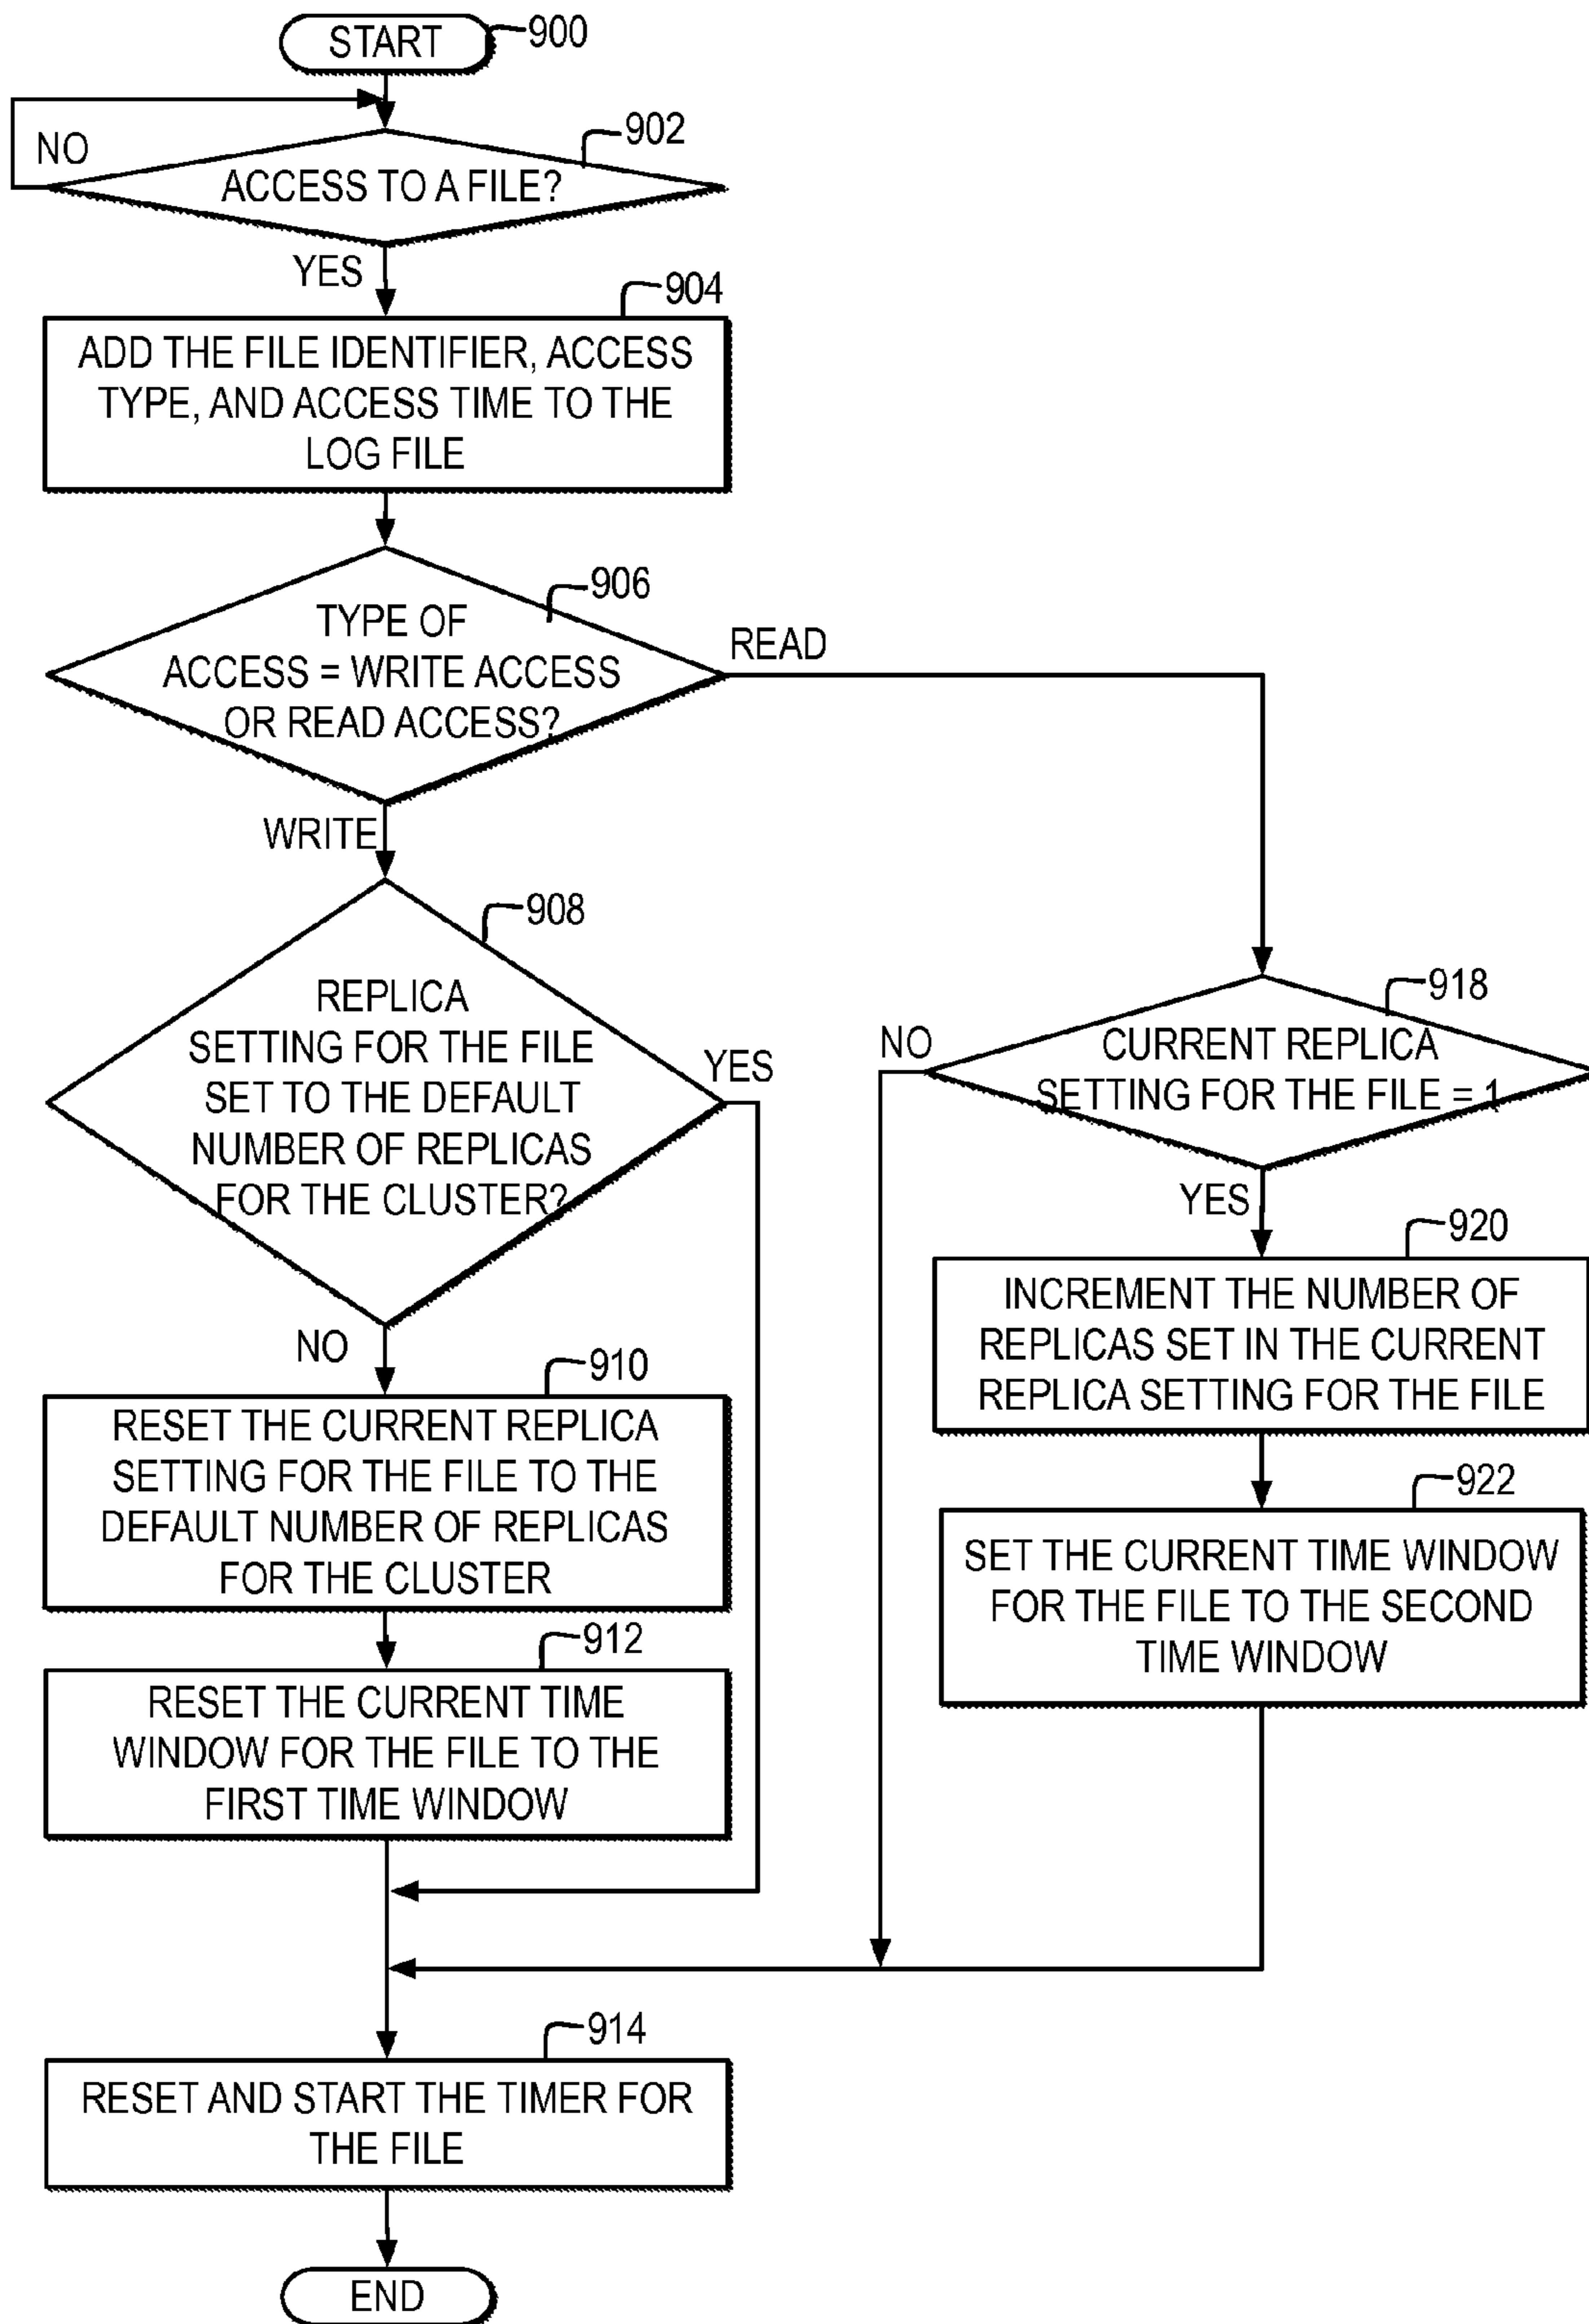 START
900
NO
902
ACCESS TO A FILE?
YES
904
ADD THE FILE IDENTIFIER, ACCESS
TYPE, AND ACCESS TIME TO THE
LOG FILE
906
TYPE OF
ACCESS = WRITE ACCESS
OR READ ACCESS?
READ
WRITE
908
REPLICA
SETTING FOR THE FILE
SET TO THE DEFAULT
NUMBER OF REPLICAS
FOR THE CLUSTER?
YES
NO
910
RESET THE CURRENT REPLICA
SETTING FOR THE FILE TO THE
DEFAULT NUMBER OF REPLICAS
FOR THE CLUSTER
912
RESET THE CURRENT TIME
WINDOW FOR THE FILE TO THE
FIRST TIME WINDOW
918
NO
CURRENT REPLICA
SETTING FOR THE FILE = 1
YES
920
INCREMENT THE NUMBER OF
REPLICAS SET IN THE CURRENT
REPLICA SETTING FOR THE FILE
922
SET THE CURRENT TIME WINDOW
FOR THE FILE TO THE SECOND
TIME WINDOW
914
RESET AND START THE TIMER FOR
THE FILE
END